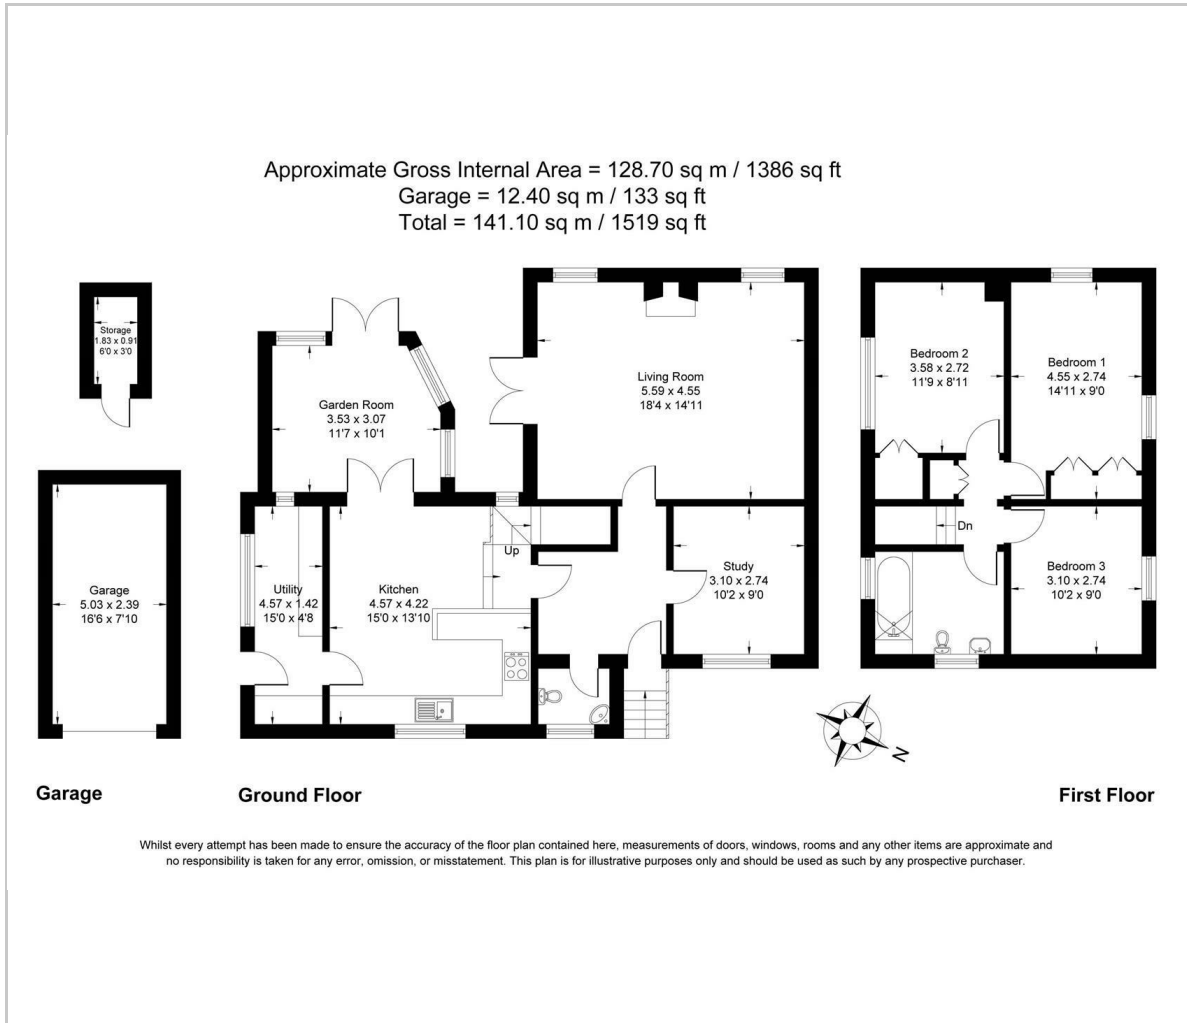 Approximate Gross Internal Area = 128.70 sq m / 1386 sq ft
Garage = 12.40 sq m / 133 sq ft
Total = 141.10 sq m / 1519 sq ft
Storage
1.83 x 0.91
6'0 x 3'0
Garden Room
3.53 x 3.07
11'7 x 10'1
Living Room
5.59 x 4.55
18'4 x 14'11
Bedroom 2
3.58 x 2.72
11'9 x 8'11
Bedroom 1
4.55 x 2.74
14'11 x 9'0
Garage
5.03 x 2.39
16'6 x 7'10
Utility
4.57 x 1.42
15'0 x 4'8
Kitchen
4.57 x 4.22
15'0 x 13'10
Up
Study
3.10 x 2.74
10'2 x 9'0
Dn
Bedroom 3
3.10 x 2.74
10'2 x 9'0
N
Garage
Ground Floor
First Floor
Whilst every attempt has been made to ensure the accuracy of the floor plan contained here, measurements of doors, windows, rooms and any other items are approximate and
no responsibility is taken for any error, omission, or misstatement. This plan is for illustrative purposes only and should be used as such by any prospective purchaser.